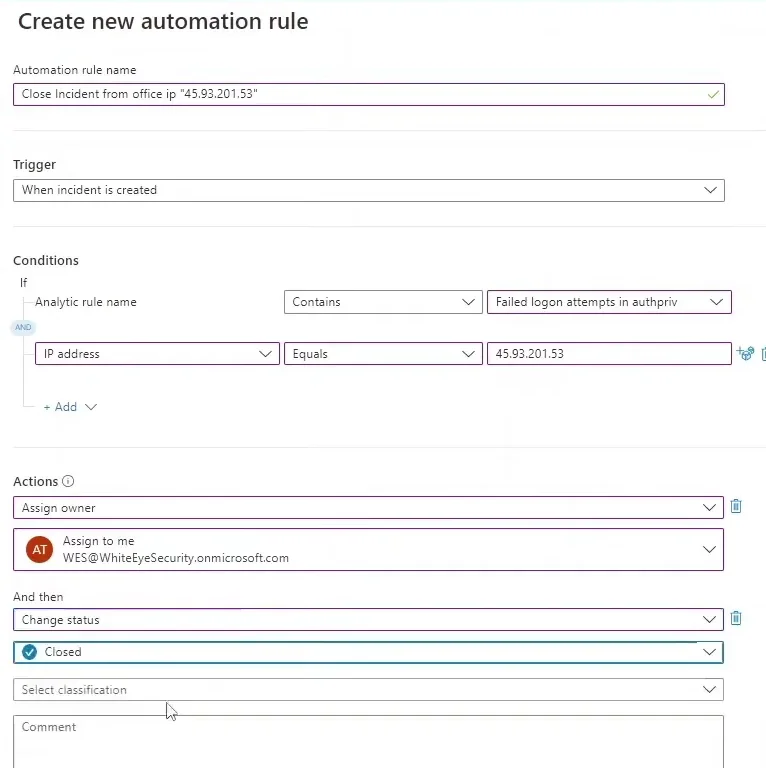 Create new automation rule
Automation rule name
Close Incident from office ip "45.93.201.53"
Trigger
When incident is created
Conditions
If
Analytic rule name Contains Failed logon attempts in authpriv
AND
IP address Equals 45.93.201.53
+ Add
Actions
Assign owner
AT
Assign to me
WES@WhiteEyeSecurity.onmicrosoft.com
And then
Change status
Closed
Select classification
Comment